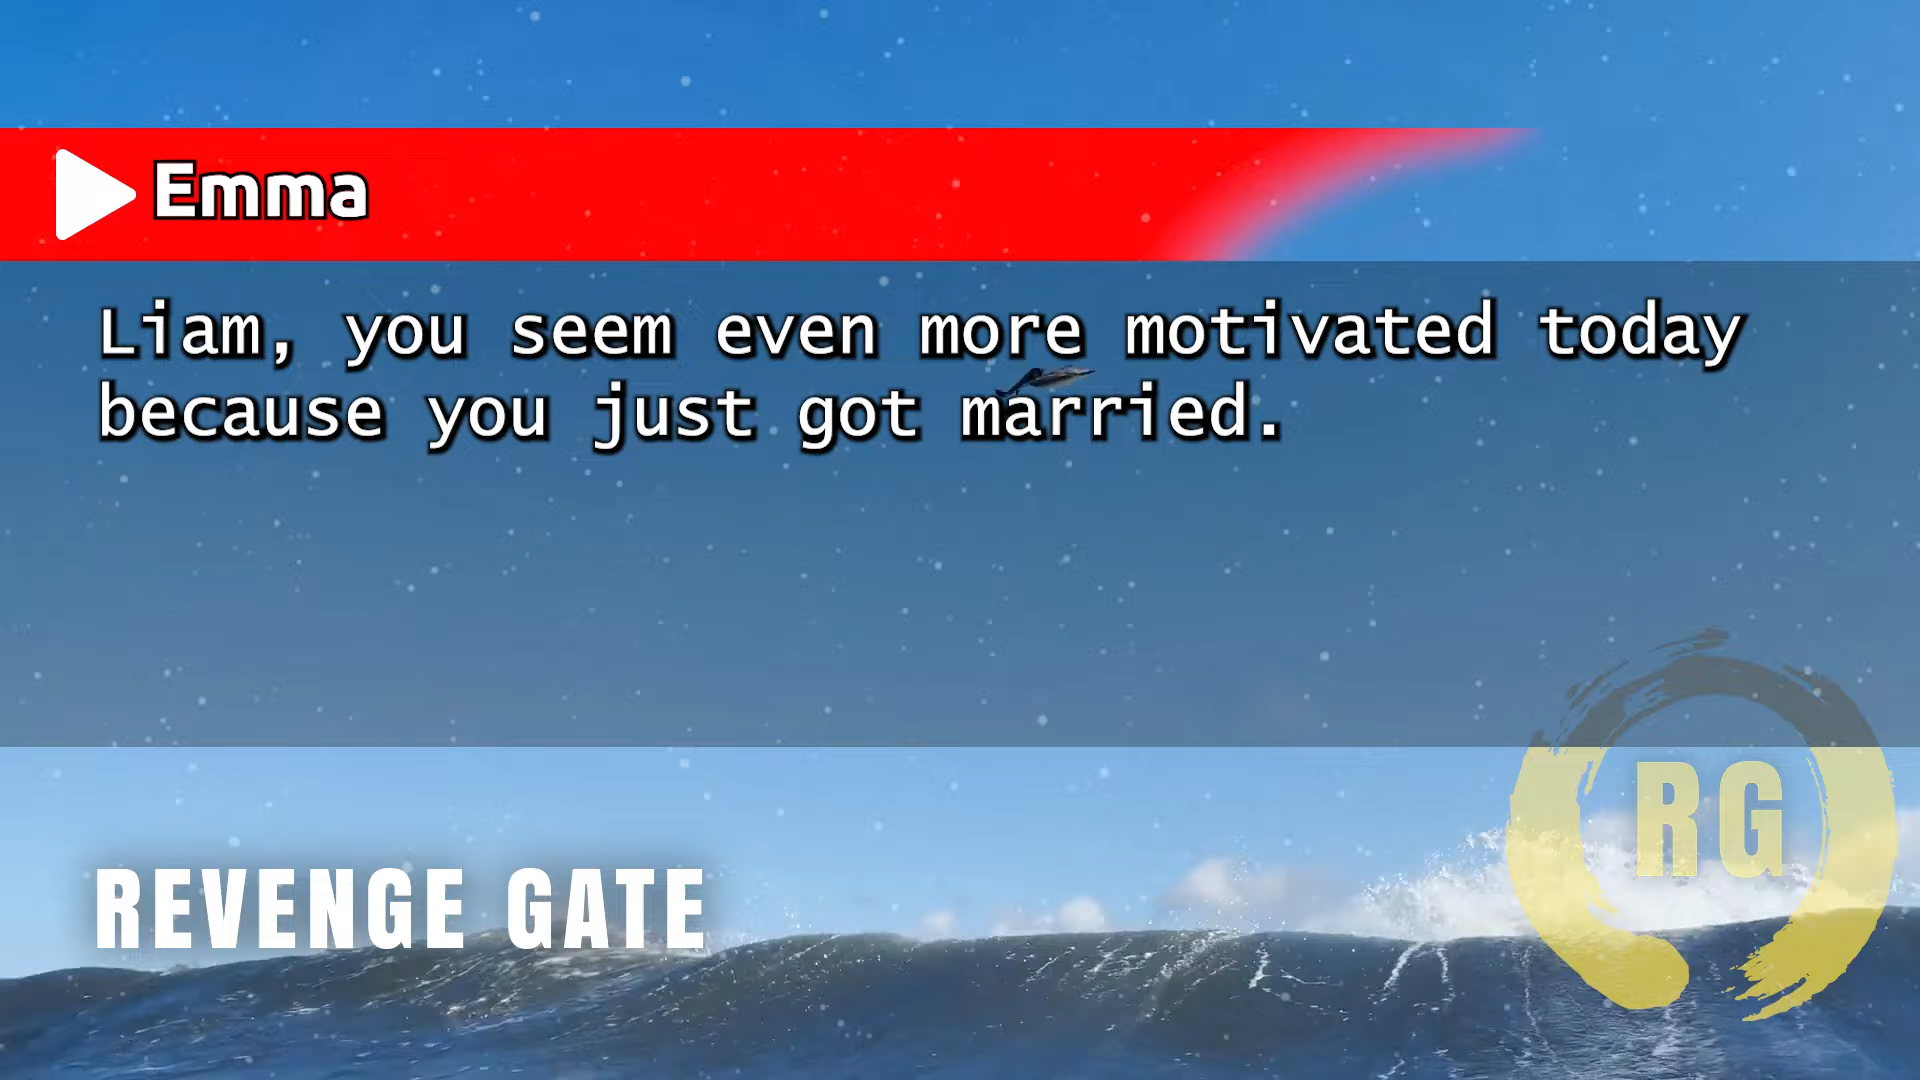 Emma
Liam, you seem even more motivated today
because you just got married.
RG
REVENGE GATE